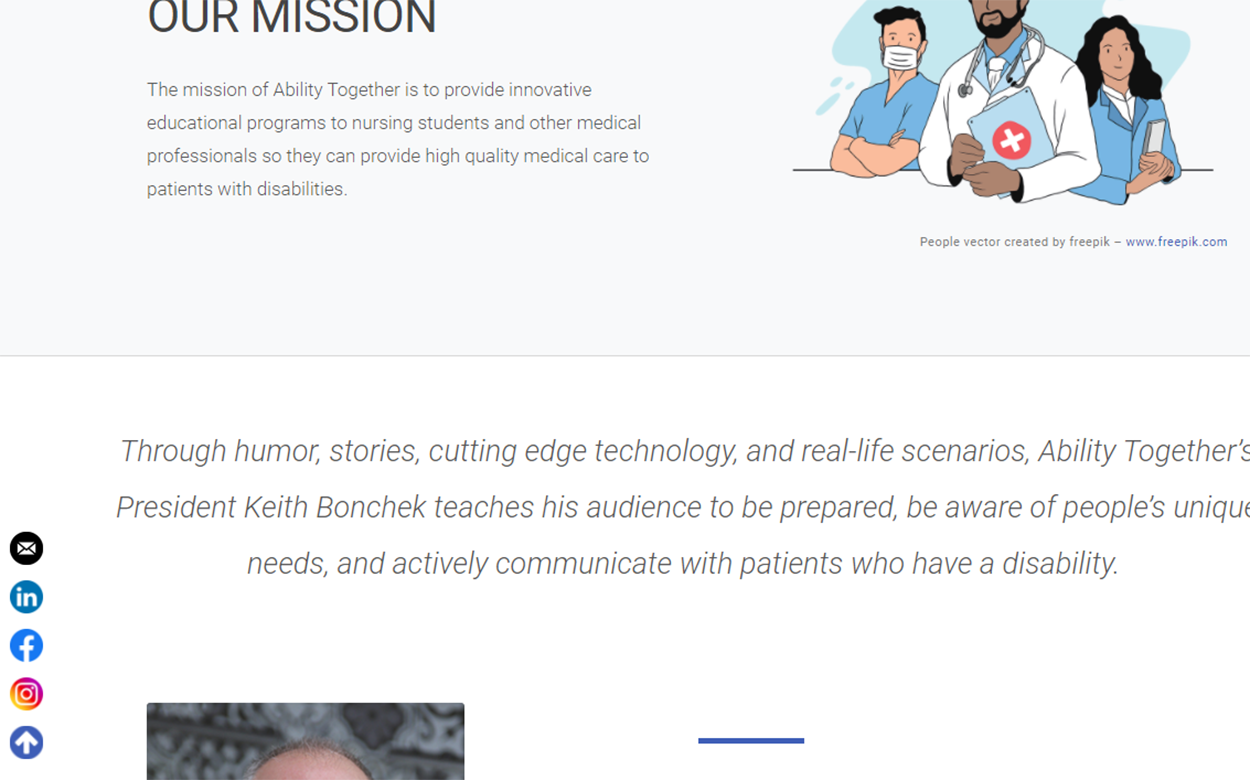 OUR MISSION
The mission of Ability Together is to provide innovative
educational programs to nursing students and other medical
professionals so they can provide high quality medical care to
patients with disabilities.
People vector created by freepik – www.freepik.com
Through humor, stories, cutting edge technology, and real-life scenarios, Ability Together’s
President Keith Bonchek teaches his audience to be prepared, be aware of people’s unique
needs, and actively communicate with patients who have a disability.
in